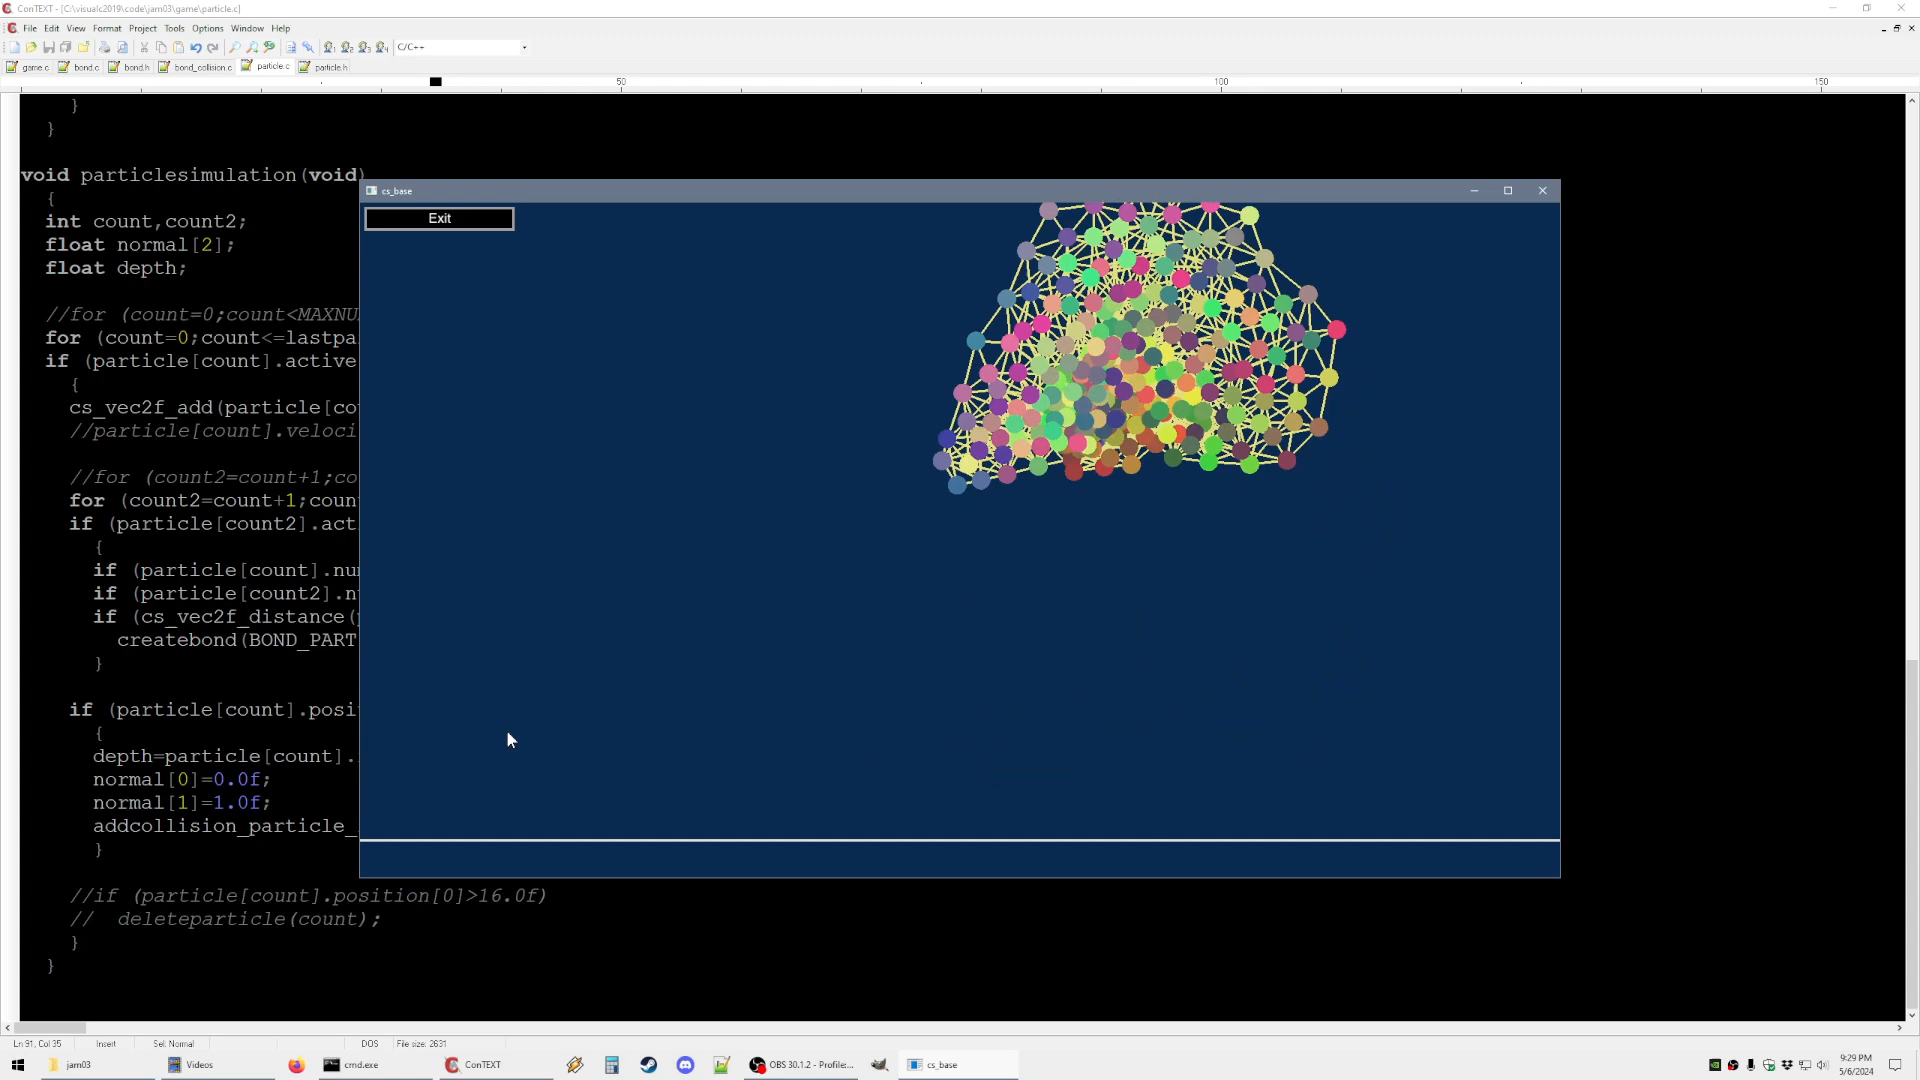 ConTEXT - [C:\visualc2019\code\jam03\game\particle.c]
File Edit View Format Project Tools Options Window Help
C/C++
game.c bond.c bond.h bond_collision.c particle.c particle.h
50 100 150
}
}
void particlesimulation(void)
{
int count,count2;
float normal[2];
float depth;
//for (count=0;count<MAXNU
for (count=0;count<=lastpa
if (particle[count].active
{
cs_vec2f_add(particle[co
//particle[count].veloci
//for (count2=count+1;co
for (count2=count+1;coun
if (particle[count2].act
{
if (particle[count].nu
if (particle[count2].n
if (cs_vec2f_distance(
createbond(BOND_PART
}
if (particle[count].posi
{
depth=particle[count].
normal[0]=0.0f;
normal[1]=1.0f;
addcollision_particle_
}
//if (particle[count].position[0]>16.0f)
// deleteparticle(count);
}
}
cs_base
Exit
Ln 91, Col 35 Insert Sel: Normal DOS File size: 2631
jam03 Videos cmd.exe ConTEXT OBS 30.1.2 - Profile:... cs_base
9:29 PM
5/6/2024